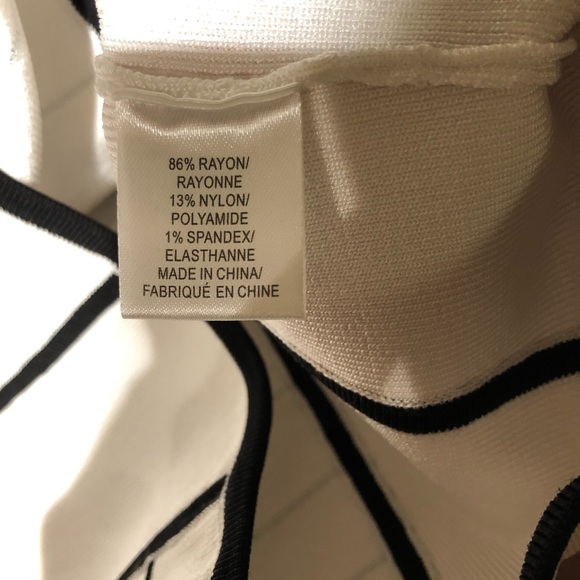 86% RAYON/
RAYONNE
13% NYLON/
POLYAMIDE
1% SPANDEX/
ELASTHANNE
MADE IN CHINA/
FABRIQUÉ EN CHINE